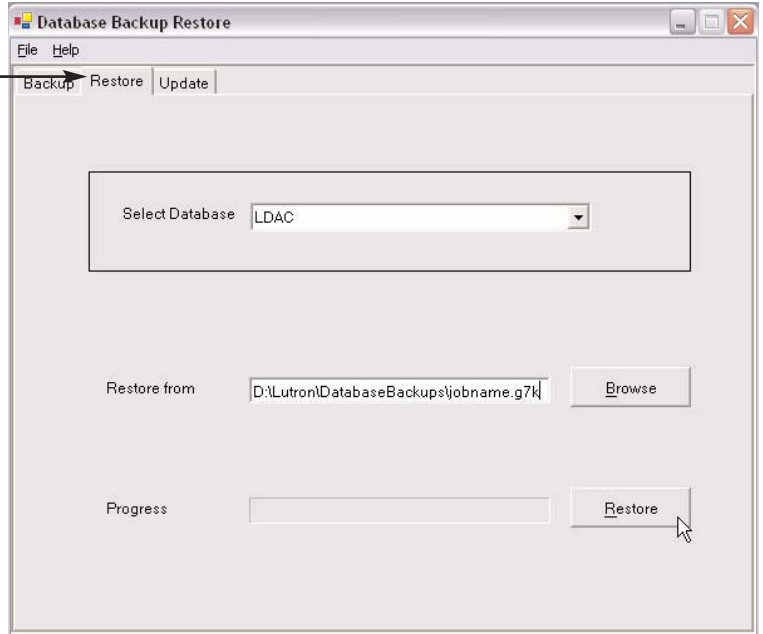 Database Backup Restore
File Help
Backup Restore Update
Select Database LDAC
Restore from D:\Lutron\DatabaseBackups\jobname.g7k Browse
Progress Restore